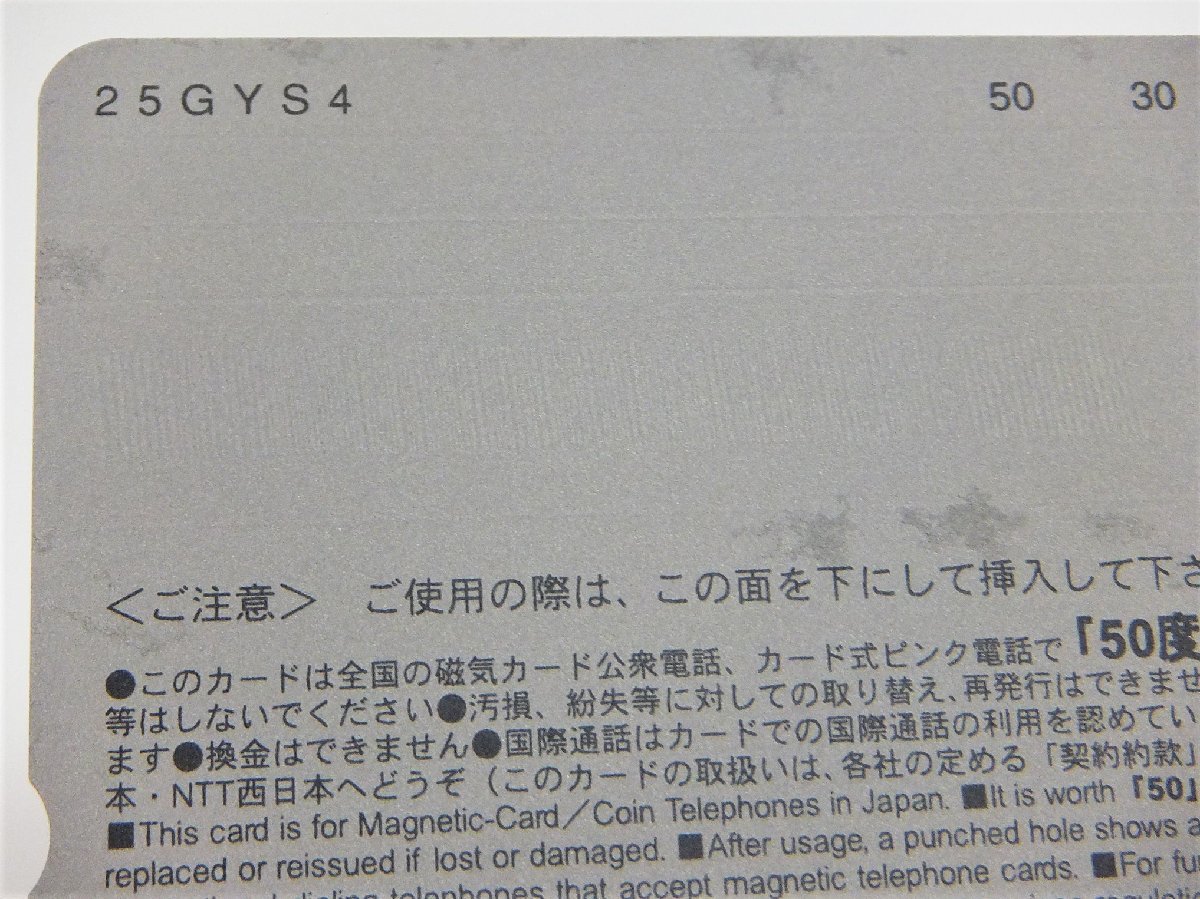 25GYS4 50 30
＜ご注意＞ ご使用の際は、この面を下にして挿入して下さ
●このカードは全国の磁気カード公衆電話、カード式ピンク電話で「50度
等はしないでください●汚損、紛失等に対しての取り替え、再発行はできませ
ます●換金はできません●国際通話はカードでの国際通話の利用を認めてい
本・NTT西日本へどうぞ（このカードの取扱いは、各社の定める「契約約款」
■This card is for Magnetic-Card/Coin Telephones in Japan. ■It is worth「50」
replaced or reissued if lost or damaged. ■After usage, a punched hole shows a
telephones that accept magnetic telephone cards. ■For fu